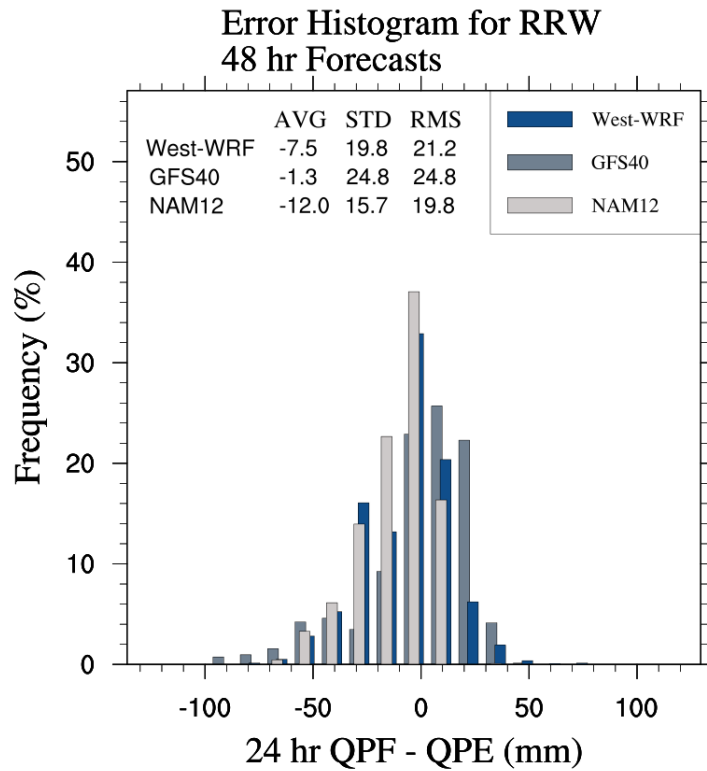 Error Histogram for RRW
48 hr Forecasts
AVG STD RMS
West-WRF -7.5 19.8 21.2
GFS40 -1.3 24.8 24.8
NAM12 -12.0 15.7 19.8
West-WRF
GFS40
NAM12
Frequency (%)
50
40
30
20
10
0
-100 -50 0 50 100
24 hr QPF - QPE (mm)